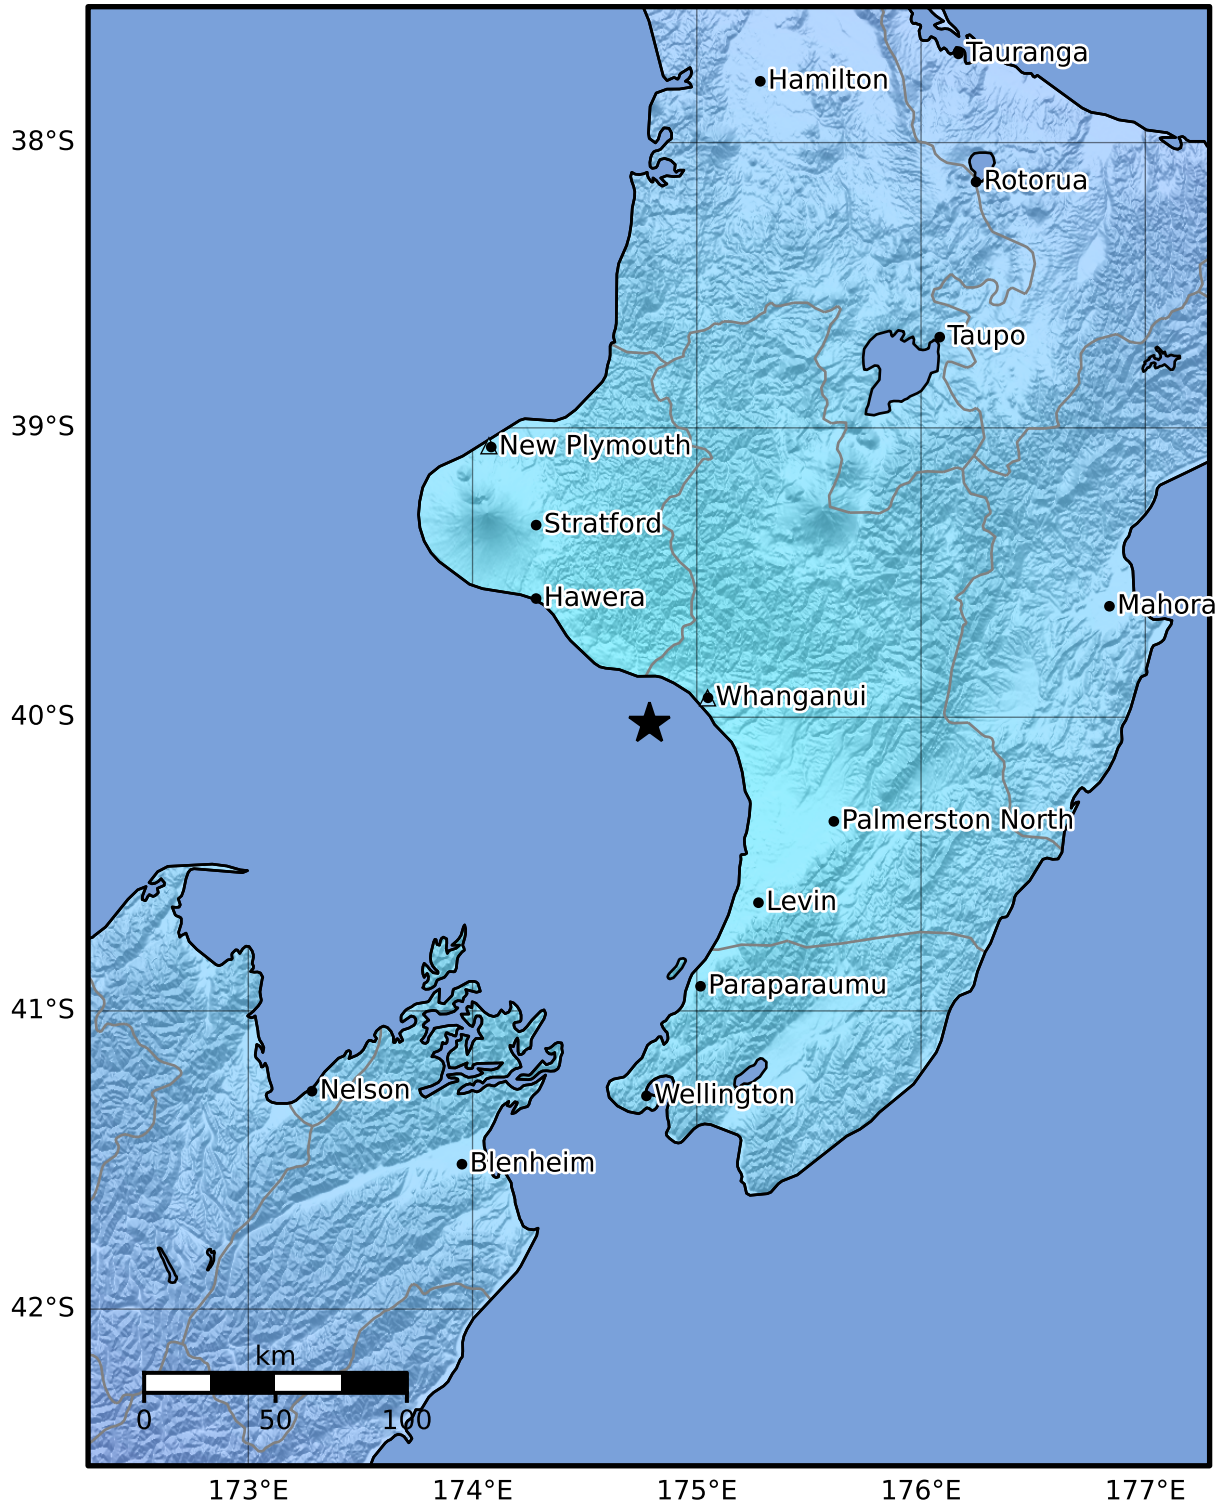 Tauranga
Hamilton
38°S
Rotorua
Taupo
39°S
New Plymouth
Stratford
Hawera
Mahora
Whanganui
40°S
Palmerston North
Levin
Paraparaumu
41°S
Nelson
Wellington
Blenheim
42°S
km
0 50 100
173°E 174°E 175°E 176°E 177°E